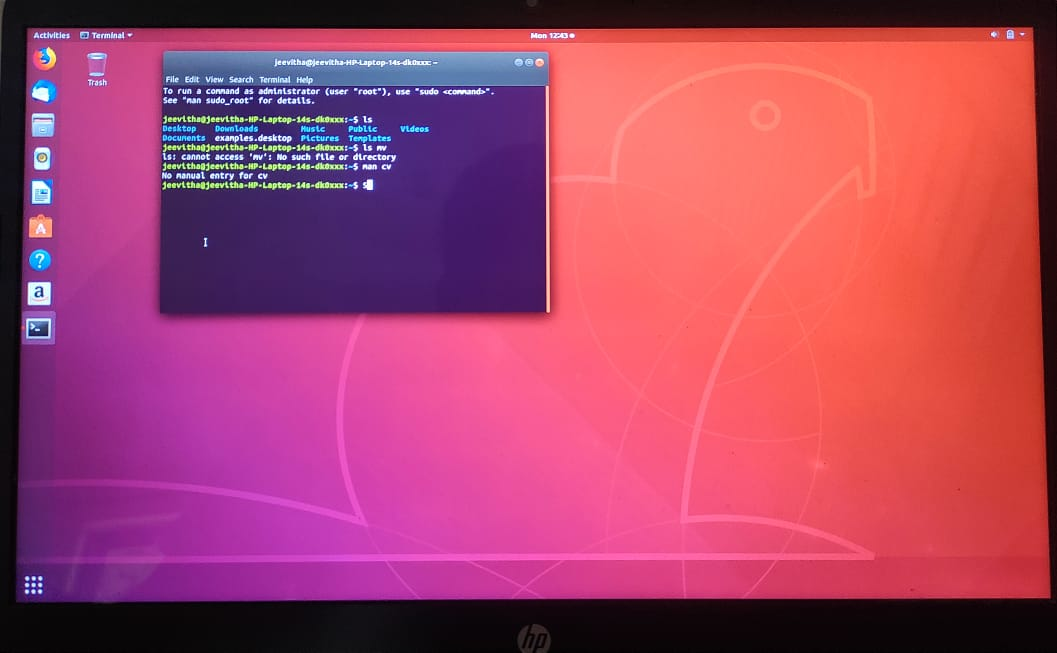 Activities Terminal Mon 12:43
Trash
jeevitha@jeevitha-HP-Laptop-14s-dk0xxx: ~
File Edit View Search Terminal Help
To run a command as administrator (user "root"), use "sudo <command>".
See "man sudo_root" for details.
jeevitha@jeevitha-HP-Laptop-14s-dk0xxx:~$ ls
Desktop Downloads Music Public Videos
Documents examples.desktop Pictures Templates
jeevitha@jeevitha-HP-Laptop-14s-dk0xxx:~$ ls mv
ls: cannot access 'mv': No such file or directory
jeevitha@jeevitha-HP-Laptop-14s-dk0xxx:~$ man cv
No manual entry for cv
jeevitha@jeevitha-HP-Laptop-14s-dk0xxx:~$ S
A
?
a
>_
hp